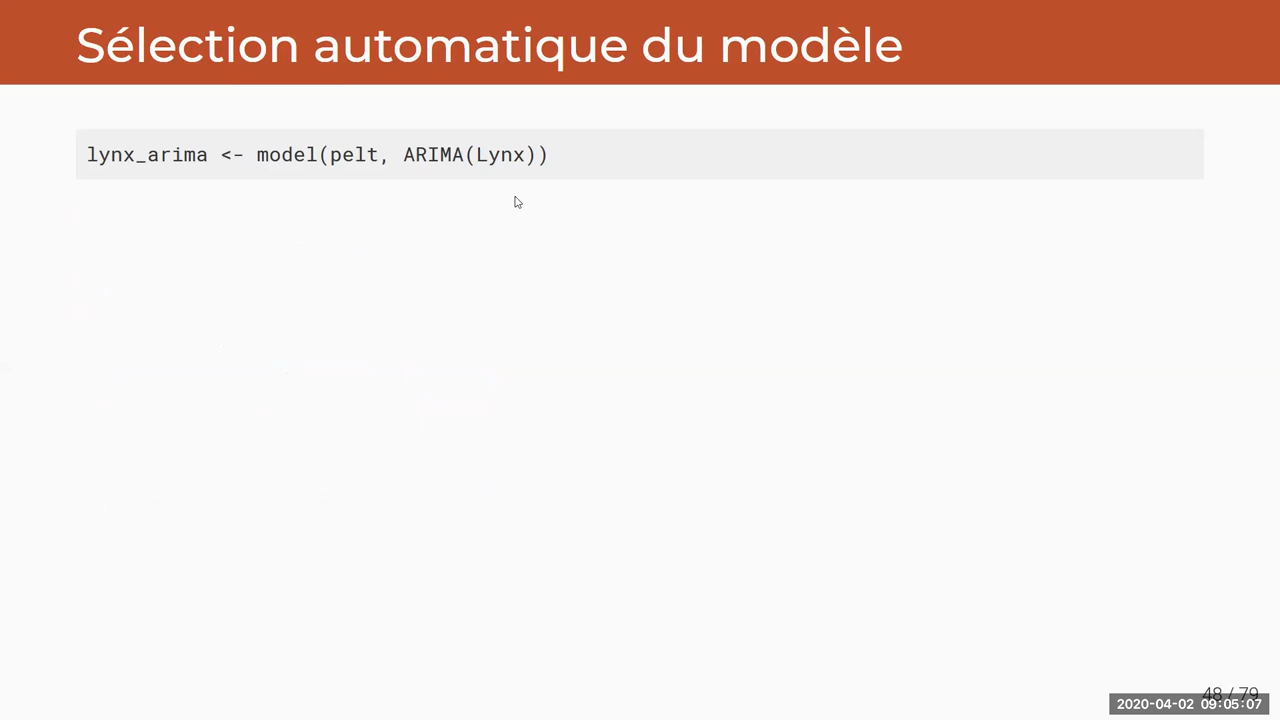 Sélection automatique du modèle
lynx_arima <- model(pelt, ARIMA(Lynx))
48 / 79
2020-04-02 09:05:07